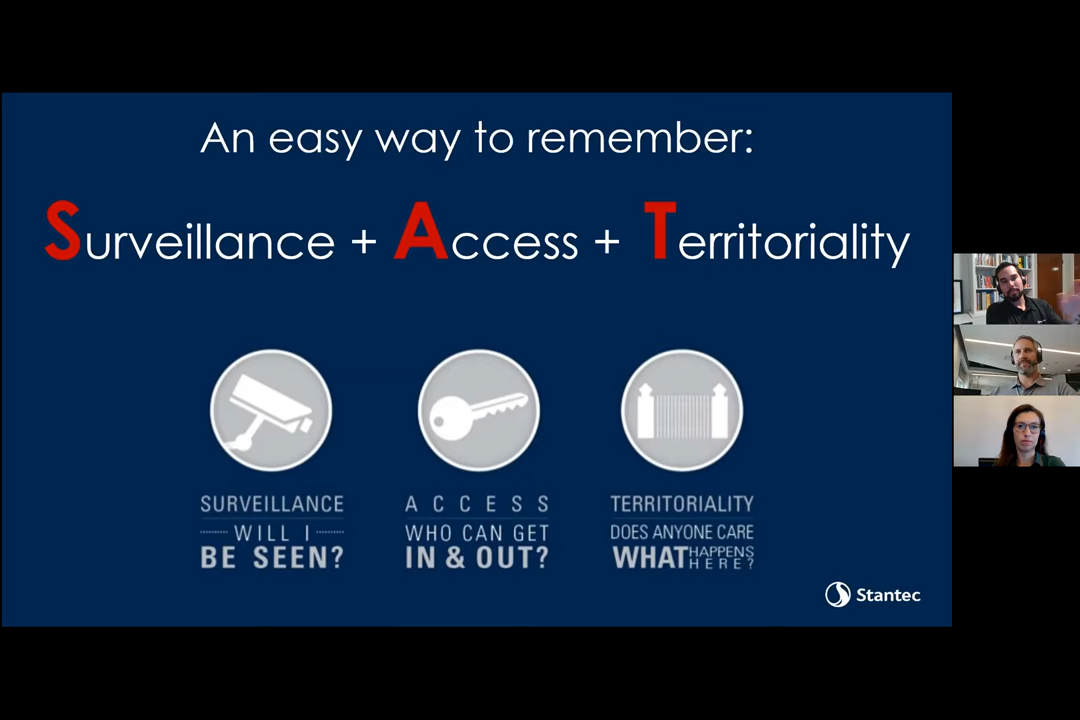 An easy way to remember:
Surveillance + Access + Territoriality
SURVEILLANCE
WILL I
BE SEEN?
ACCESS
WHO CAN GET
IN & OUT?
TERRITORIALITY
DOES ANYONE CARE
WHAT HAPPENS HERE?
Stantec